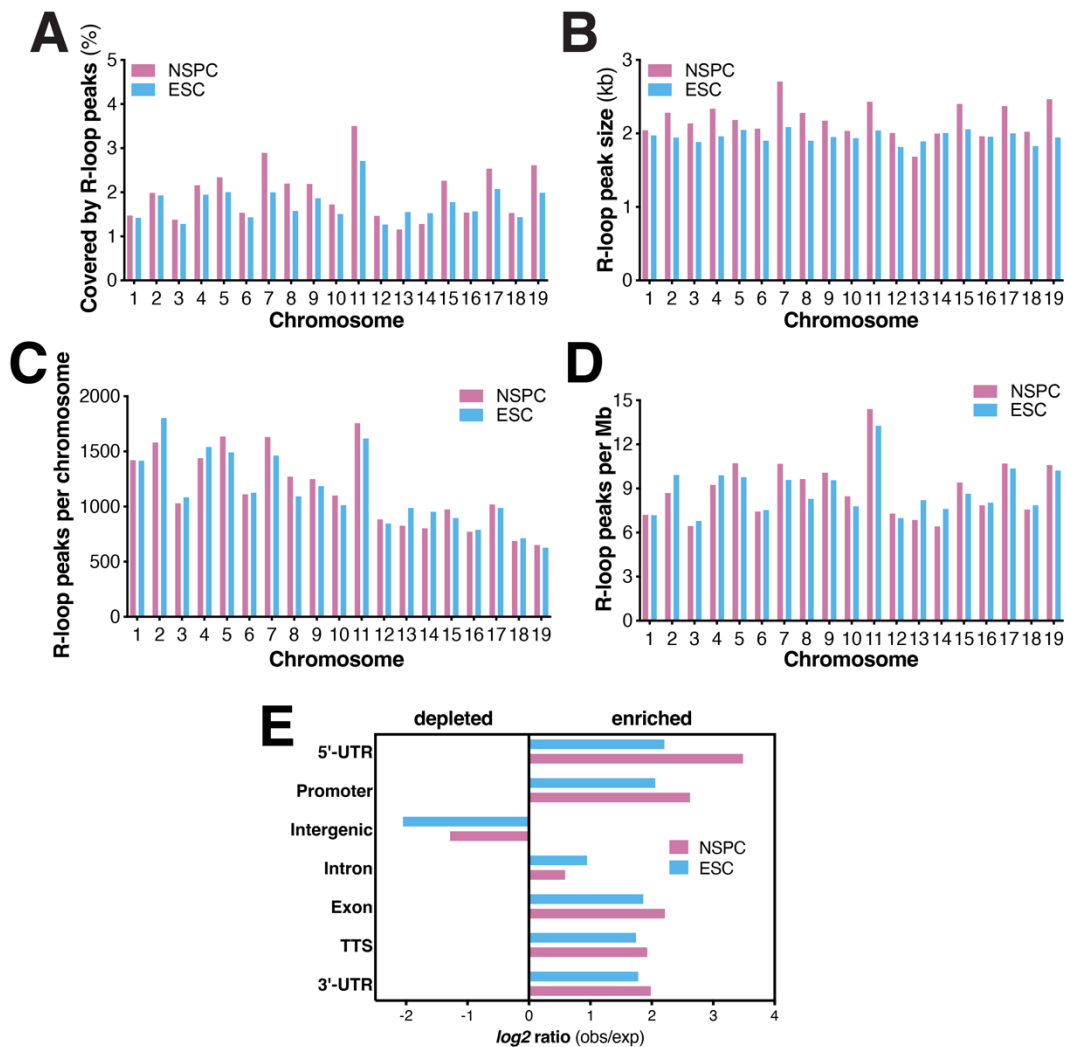 A
Covered by R-loop peaks (%)
5
4
3
2
1
0
NSPC
ESC
1 2 3 4 5 6 7 8 9 10 11 12 13 14 15 16 17 18 19
Chromosome
B
R-loop peak size (kb)
3
2
1
0
NSPC
ESC
1 2 3 4 5 6 7 8 9 10 11 12 13 14 15 16 17 18 19
Chromosome
C
R-loop peaks per chromosome
2000
1500
1000
500
0
NSPC
ESC
1 2 3 4 5 6 7 8 9 10 11 12 13 14 15 16 17 18 19
Chromosome
D
R-loop peaks per Mb
15
12
9
6
3
0
NSPC
ESC
1 2 3 4 5 6 7 8 9 10 11 12 13 14 15 16 17 18 19
Chromosome
E
depleted enriched
5'-UTR
Promoter
Intergenic
Intron
Exon
TTS
3'-UTR
NSPC
ESC
-2 -1 0 1 2 3 4
log2 ratio (obs/exp)